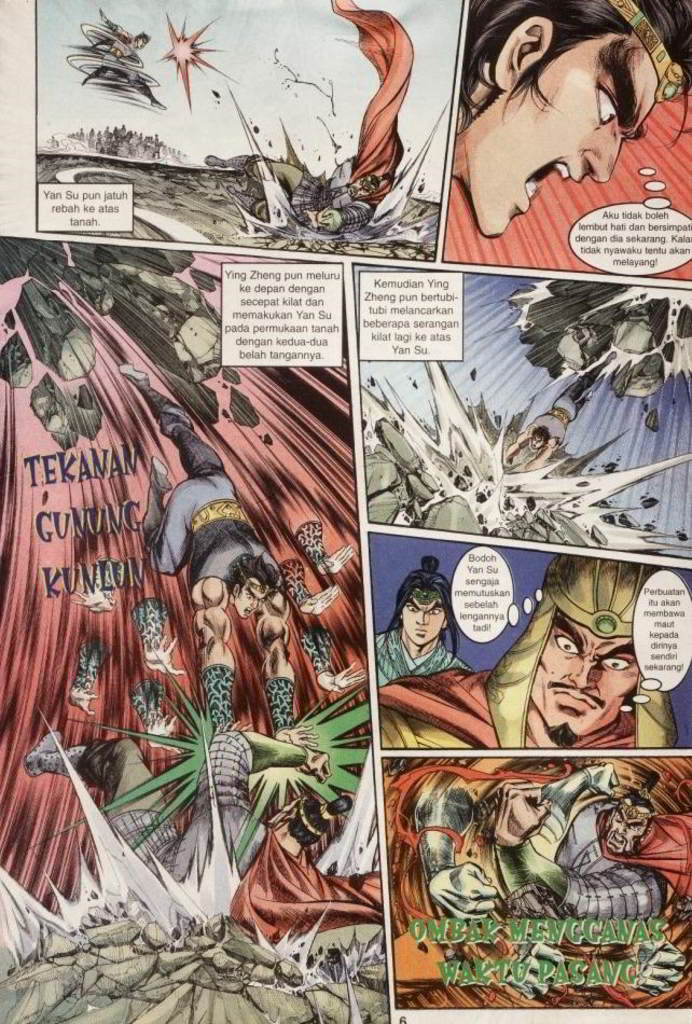 Yan Su pun jatuh
rebah ke atas
tanah.
Aku tidak boleh
lembut hati dan bersimpati
dengan dia sekarang. Kalau
tidak nyawaku tentu akan
melayang!
Ying Zheng pun meluru
ke depan dengan
secepat kilat dan
memakukan Yan Su
pada permukaan tanah
dengan kedua-dua
belah tangannya.
TEKANAN
GUNUNG
KUNLUN
Kemudian Ying
Zheng pun bertubi-
tubi melancarkan
beberapa serangan
kilat lagi ke atas
Yan Su.
Bodoh
Yan Su
sengaja
memutuskan
sebelah
lengannya
tadi!
Perbuatan
itu akan
membawa
maut
kepada
dirinya
sendiri
sekarang!
OMBAK MENGGANAS
WAKTU PASANG
6